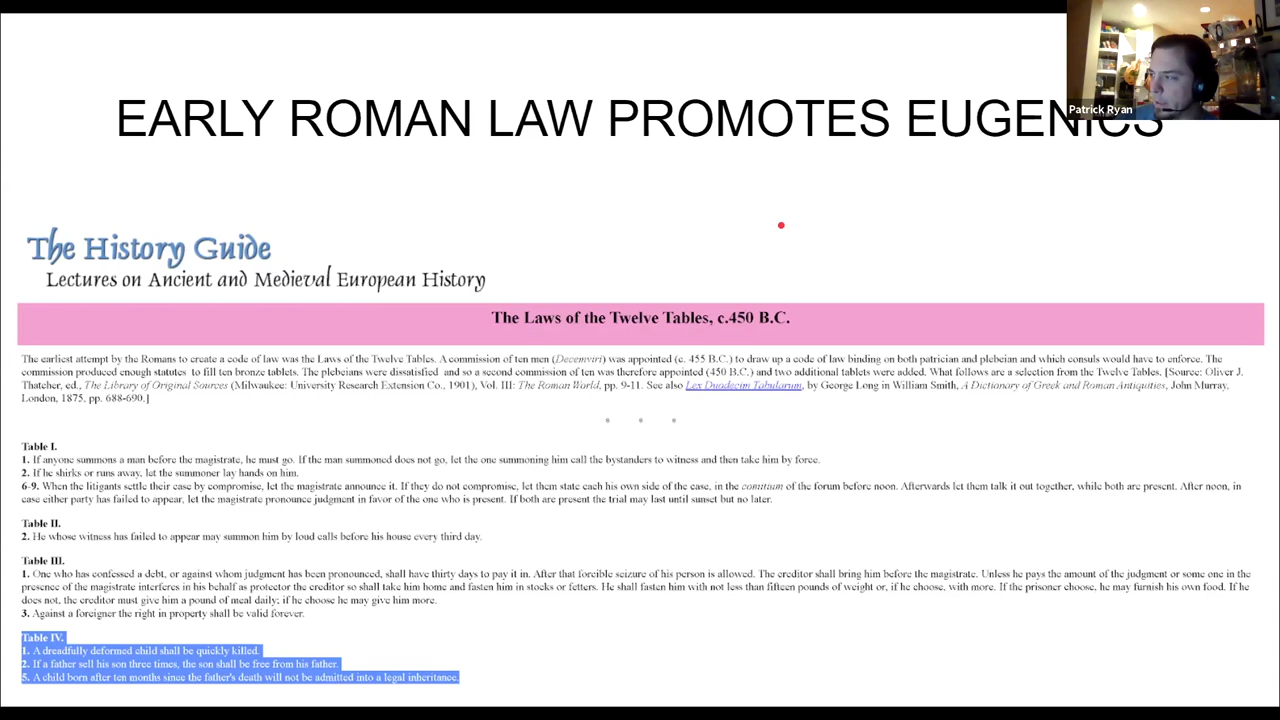 Patrick Ryan
EARLY ROMAN LAW PROMOTES EUGENICS
The History Guide
Lectures on Ancient and Medieval European History
The Laws of the Twelve Tables, c.450 B.C.
The earliest attempt by the Romans to create a code of law was the Laws of the Twelve Tables. A commission of ten men (Decemviri) was appointed (c. 455 B.C.) to draw up a code of law binding on both patrician and plebeian and which consuls would have to enforce. The
commission produced enough statutes to fill ten bronze tablets. The plebeians were dissatisfied and so a second commission of ten was therefore appointed (450 B.C.) and two additional tablets were added. What follows are a selection from the Twelve Tables. [Source: Oliver J.
Thatcher, ed., The Library of Original Sources (Milwaukee: University Research Extension Co., 1901), Vol. III: The Roman World, pp. 9-11. See also Lex Duodecim Tabularum, by George Long in William Smith, A Dictionary of Greek and Roman Antiquities, John Murray,
London, 1875, pp. 688-690.]
Table I.
1. If anyone summons a man before the magistrate, he must go. If the man summoned does not go, let the one summoning him call the bystanders to witness and then take him by force.
2. If he shirks or runs away, let the summoner lay hands on him.
6-9. When the litigants settle their case by compromise, let the magistrate announce it. If they do not compromise, let them state each his own side of the case, in the comitium of the forum before noon. Afterwards let them talk it out together, while both are present. After noon, in
case either party has failed to appear, let the magistrate pronounce judgment in favor of the one who is present. If both are present the trial may last until sunset but no later.
Table II.
2. He whose witness has failed to appear may summon him by loud calls before his house every third day.
Table III.
1. One who has confessed a debt, or against whom judgment has been pronounced, shall have thirty days to pay it in. After that forcible seizure of his person is allowed. The creditor shall bring him before the magistrate. Unless he pays the amount of the judgment or some one in the
presence of the magistrate interferes in his behalf as protector the creditor so shall take him home and fasten him in stocks or fetters. He shall fasten him with not less than fifteen pounds of weight or, if he choose, with more. If the prisoner choose, he may furnish his own food. If he
does not, the creditor must give him a pound of meal daily; if he choose he may give him more.
3. Against a foreigner the right in property shall be valid forever.
Table IV.
1. A dreadfully deformed child shall be quickly killed.
2. If a father sell his son three times, the son shall be free from his father.
5. A child born after ten months since the father's death will not be admitted into a legal inheritance.